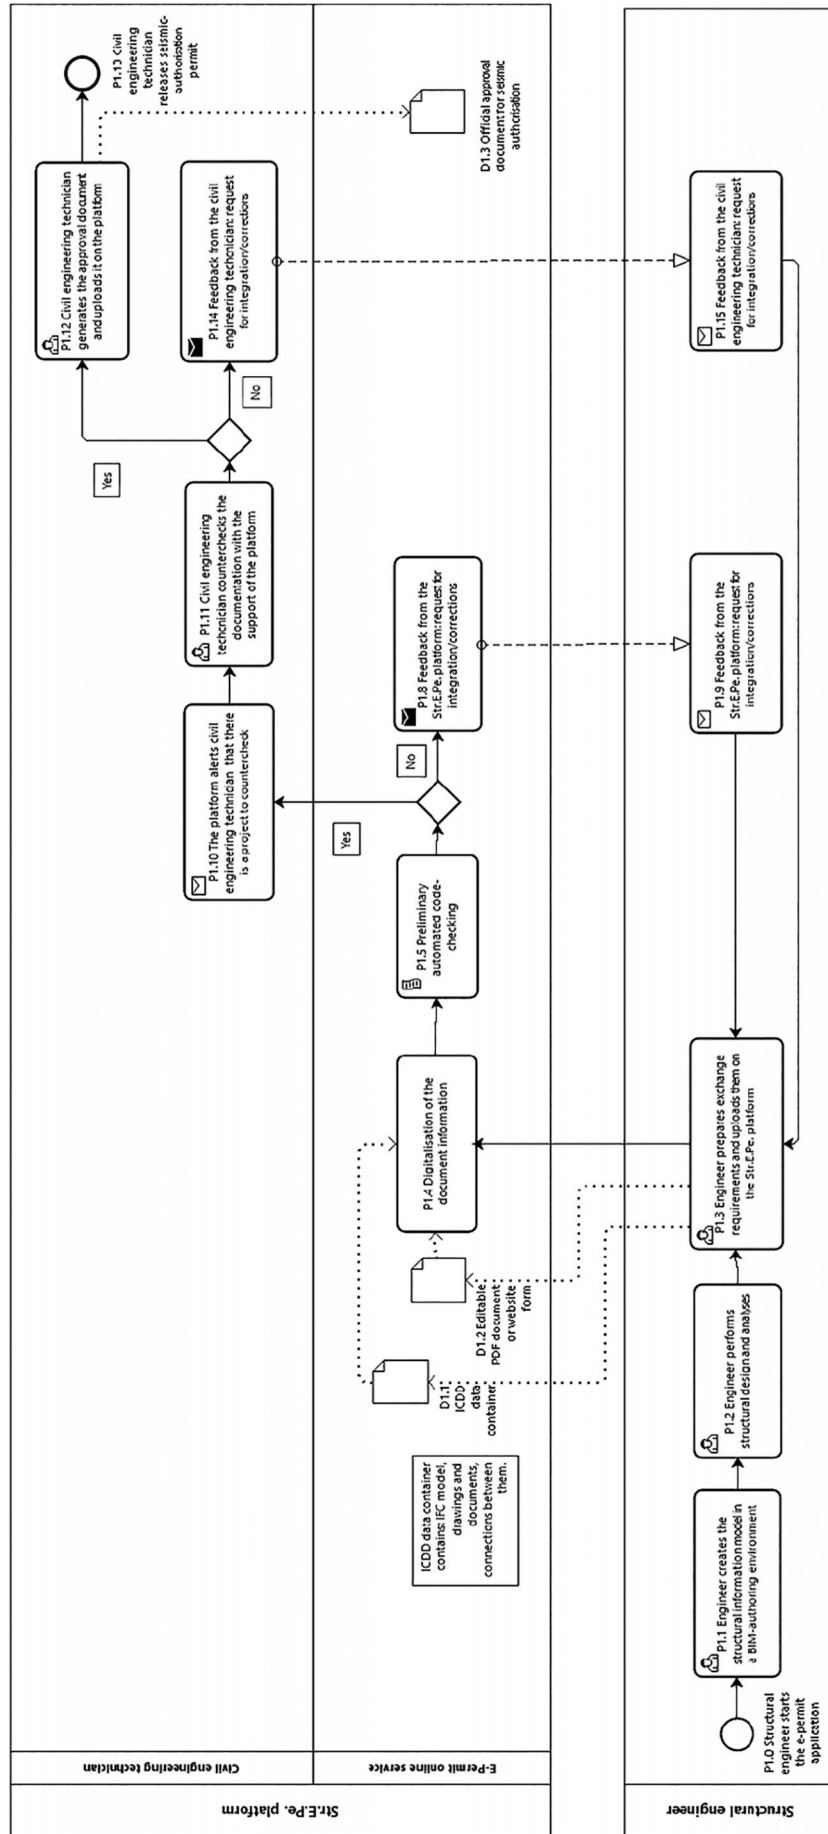 Str.E.Pe. platform
Civil engineering technician
E-Permit online service
Structural engineer
P1.0 Structural
engineer starts
the e-permit
application
P1.1 Engineer creates the
structural information model in
a BIM-authoring environment
P1.2 Engineer performs
structural design and analyses
P1.3 Engineer prepares exchange
requirements and uploads them on
the Str.E.Pe. platform
ICDD data container
contains: IFC model,
drawings and
documents,
connections between
them.
D1.1
ICDD
data
container
D1.2 Editable
PDF document
or website
form
P1.4 Digitalisation of the
document information
P1.5 Preliminary
automated code-
checking
Yes
No
P1.8 Feedback from the
Str.E.Pe. platform: request for
integration/corrections
P1.9 Feedback from the
Str.E.Pe. platform: request for
integration/corrections
P1.10 The platform alerts civil
engineering technician that there
is a project to countercheck
P1.11 Civil engineering
technician counterchecks the
documentation with the
support of the platform
Yes
No
P1.12 Civil engineering technician
generates the approval document
and uploads it on the platform
P1.13 Civil
engineering
technician
releases seismic-
authorisation
permit
P1.14 Feedback from the civil
engineering technician: request
for integration/corrections
D1.3 Official approval
document for seismic
authorisation
P1.15 Feedback from the civil
engineering technician: request
for integration/corrections